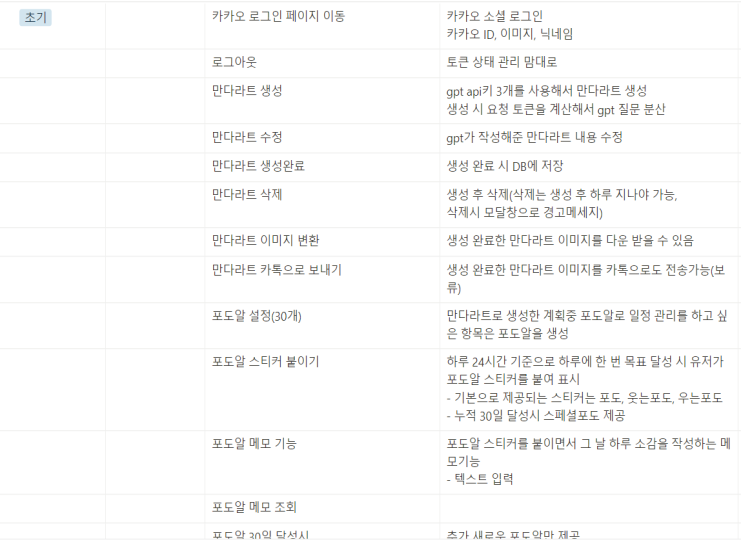 초기
카카오 로그인 페이지 이동
카카오 소셜 로그인
카카오 ID, 이미지, 닉네임
로그아웃
토큰 상태 관리 맘대로
만다라트 생성
gpt api키 3개를 사용해서 만다라트 생성
생성 시 요청 토큰을 계산해서 gpt 질문 분산
만다라트 수정
gpt가 작성해준 만다라트 내용 수정
만다라트 생성완료
생성 완료 시 DB에 저장
만다라트 삭제
생성 후 삭제(삭제는 생성 후 하루 지나야 가능,
삭제시 모달창으로 경고메세지)
만다라트 이미지 변환
생성 완료한 만다라트 이미지를 다운 받을 수 있음
만다라트 카톡으로 보내기
생성 완료한 만다라트 이미지를 카톡으로도 전송가능(보
류)
포도알 설정(30개)
만다라트로 생성한 계획중 포도알로 일정 관리를 하고 싶
은 항목은 포도알을 생성
포도알 스티커 붙이기
하루 24시간 기준으로 하루에 한 번 목표 달성 시 유저가
포도알 스티커를 붙여 표시
- 기본으로 제공되는 스티커는 포도, 웃는포도, 우는포도
- 누적 30일 달성시 스페셜포도 제공
포도알 메모 기능
포도알 스티커를 붙이면서 그 날 하루 소감을 작성하는 메
모기능
- 텍스트 입력
포도알 메모 조회
포도알 30일 달성시
추가 새로운 포도알만 제공